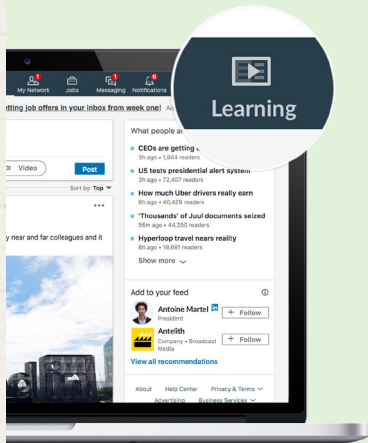 Learning
My Network
Jobs
Messaging
Notifications
1
1
6
etting job offers in your inbox from week one!
Video
Post
Sort by: Top
y near and far colleagues and it
What people a
• CEOs are getting
3h ago • 1,944 readers
• US tests presidential alert system
3h ago • 72,407 readers
• How much Uber drivers really earn
6h ago • 40,429 readers
• 'Thousands' of Juul documents seized
56m ago • 44,250 readers
• Hyperloop travel nears reality
8h ago • 19,661 readers
Show more
Add to your feed
Antoine Martel in
President
+ Follow
Antelith
Company • Broadcast
Media
+ Follow
View all recommendations
About Help Center Privacy & Terms
Advertising Business Services